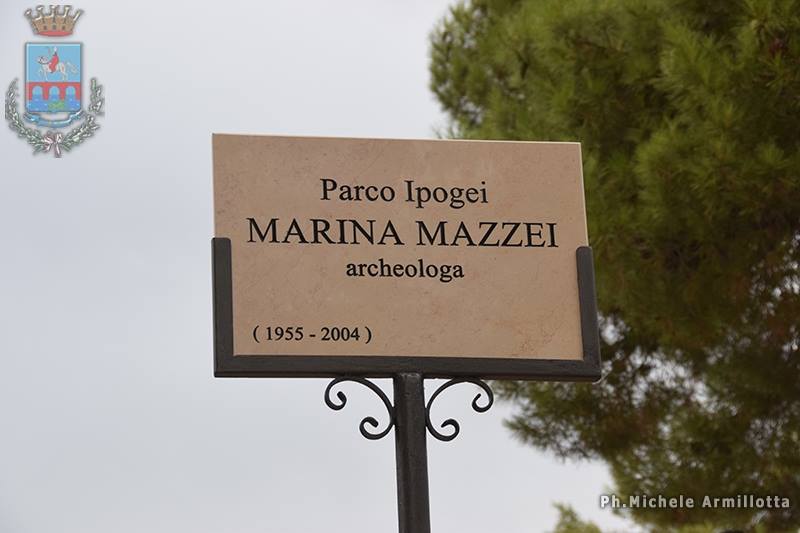 Parco Ipogei
MARINA MAZZEI
archeologa
( 1955 - 2004 )
Ph.Michele Armillotta